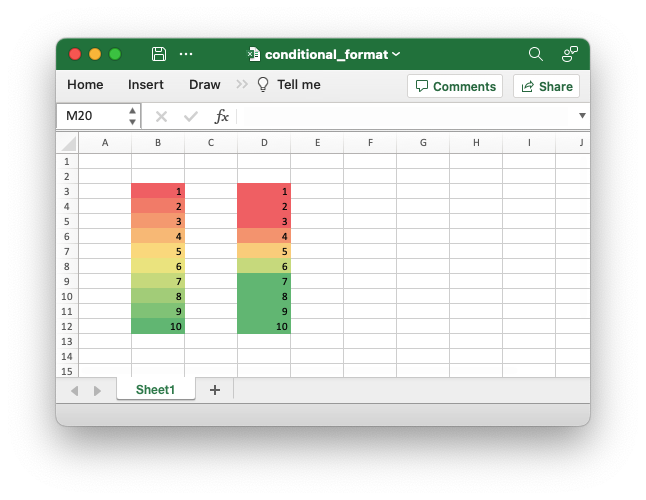 conditional_format
Home Insert Draw Tell me Comments Share
M20 fx
A B C D E F G H I J
1
2
3 1 1
4 2 2
5 3 3
6 4 4
7 5 5
8 6 6
9 7 7
10 8 8
11 9 9
12 10 10
13
14
15
Sheet1 +